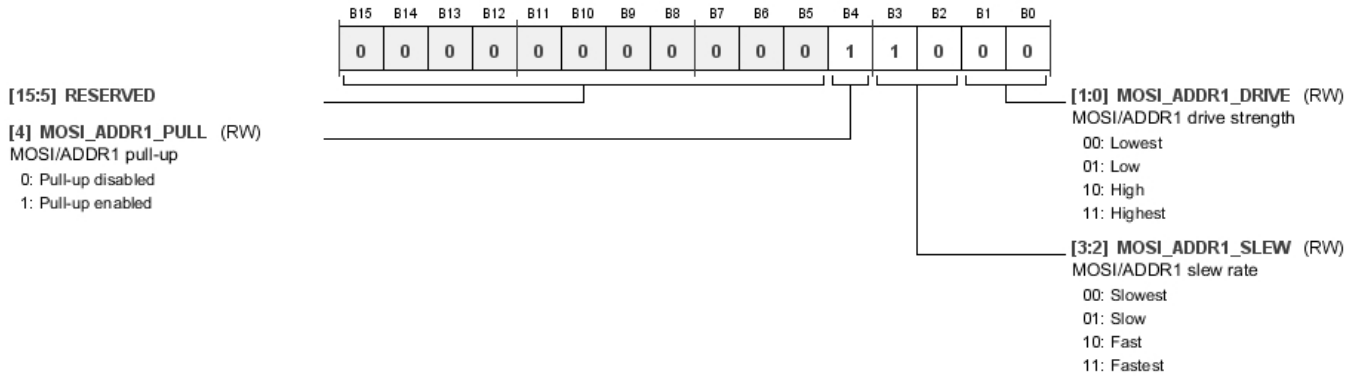 B15 B14 B13 B12 B11 B10 B9 B8 B7 B6 B5 B4 B3 B2 B1 B0
0 0 0 0 0 0 0 0 0 0 0 1 1 0 0 0
[15:5] RESERVED
[4] MOSI_ADDR1_PULL (RW)
MOSI/ADDR1 pull-up
0: Pull-up disabled
1: Pull-up enabled
[1:0] MOSI_ADDR1_DRIVE (RW)
MOSI/ADDR1 drive strength
00: Lowest
01: Low
10: High
11: Highest
[3:2] MOSI_ADDR1_SLEW (RW)
MOSI/ADDR1 slew rate
00: Slowest
01: Slow
10: Fast
11: Fastest